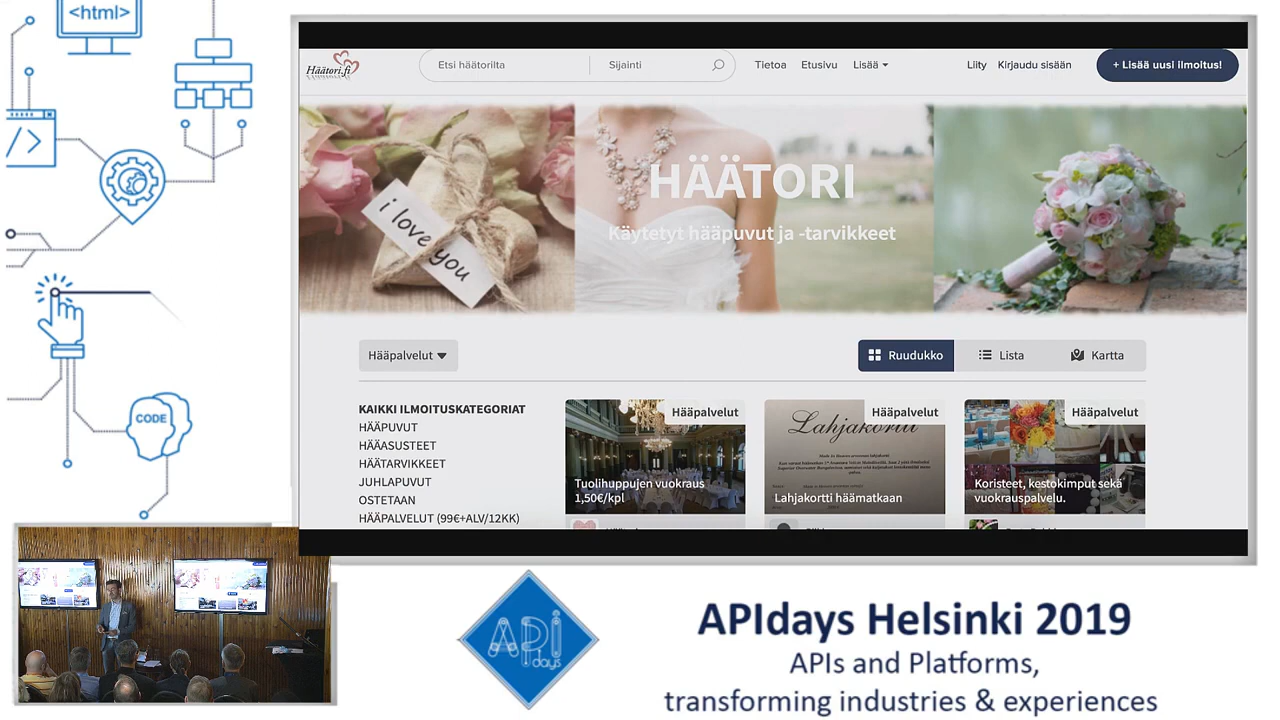 <html>
</>
CODE
Häätori.fi
Etsi häätorilta
Sijainti
Tietoa
Etusivu
Lisää
Liity
Kirjaudu sisään
+ Lisää uusi ilmoitus!
i love you
HÄÄTORI
Käytetyt hääpuvut ja -tarvikkeet
Hääpalvelut
Ruudukko
Lista
Kartta
KAIKKI ILMOITUSKATEGORIAT
HÄÄPUVUT
HÄÄASUSTEET
HÄÄTARVIKKEET
JUHLAPUVUT
OSTETAAN
HÄÄPALVELUT (99€+ALV/12KK)
Hääpalvelut
Tuolihuppujen vuokraus
1,50€/kpl
Hääpalvelut
Lahjakortti
Lahjakortti häämatkaan
Hääpalvelut
Koristeet, kestokimput sekä
vuokrauspalvelu.
API
days
APIdays Helsinki 2019
APIs and Platforms,
transforming industries & experiences